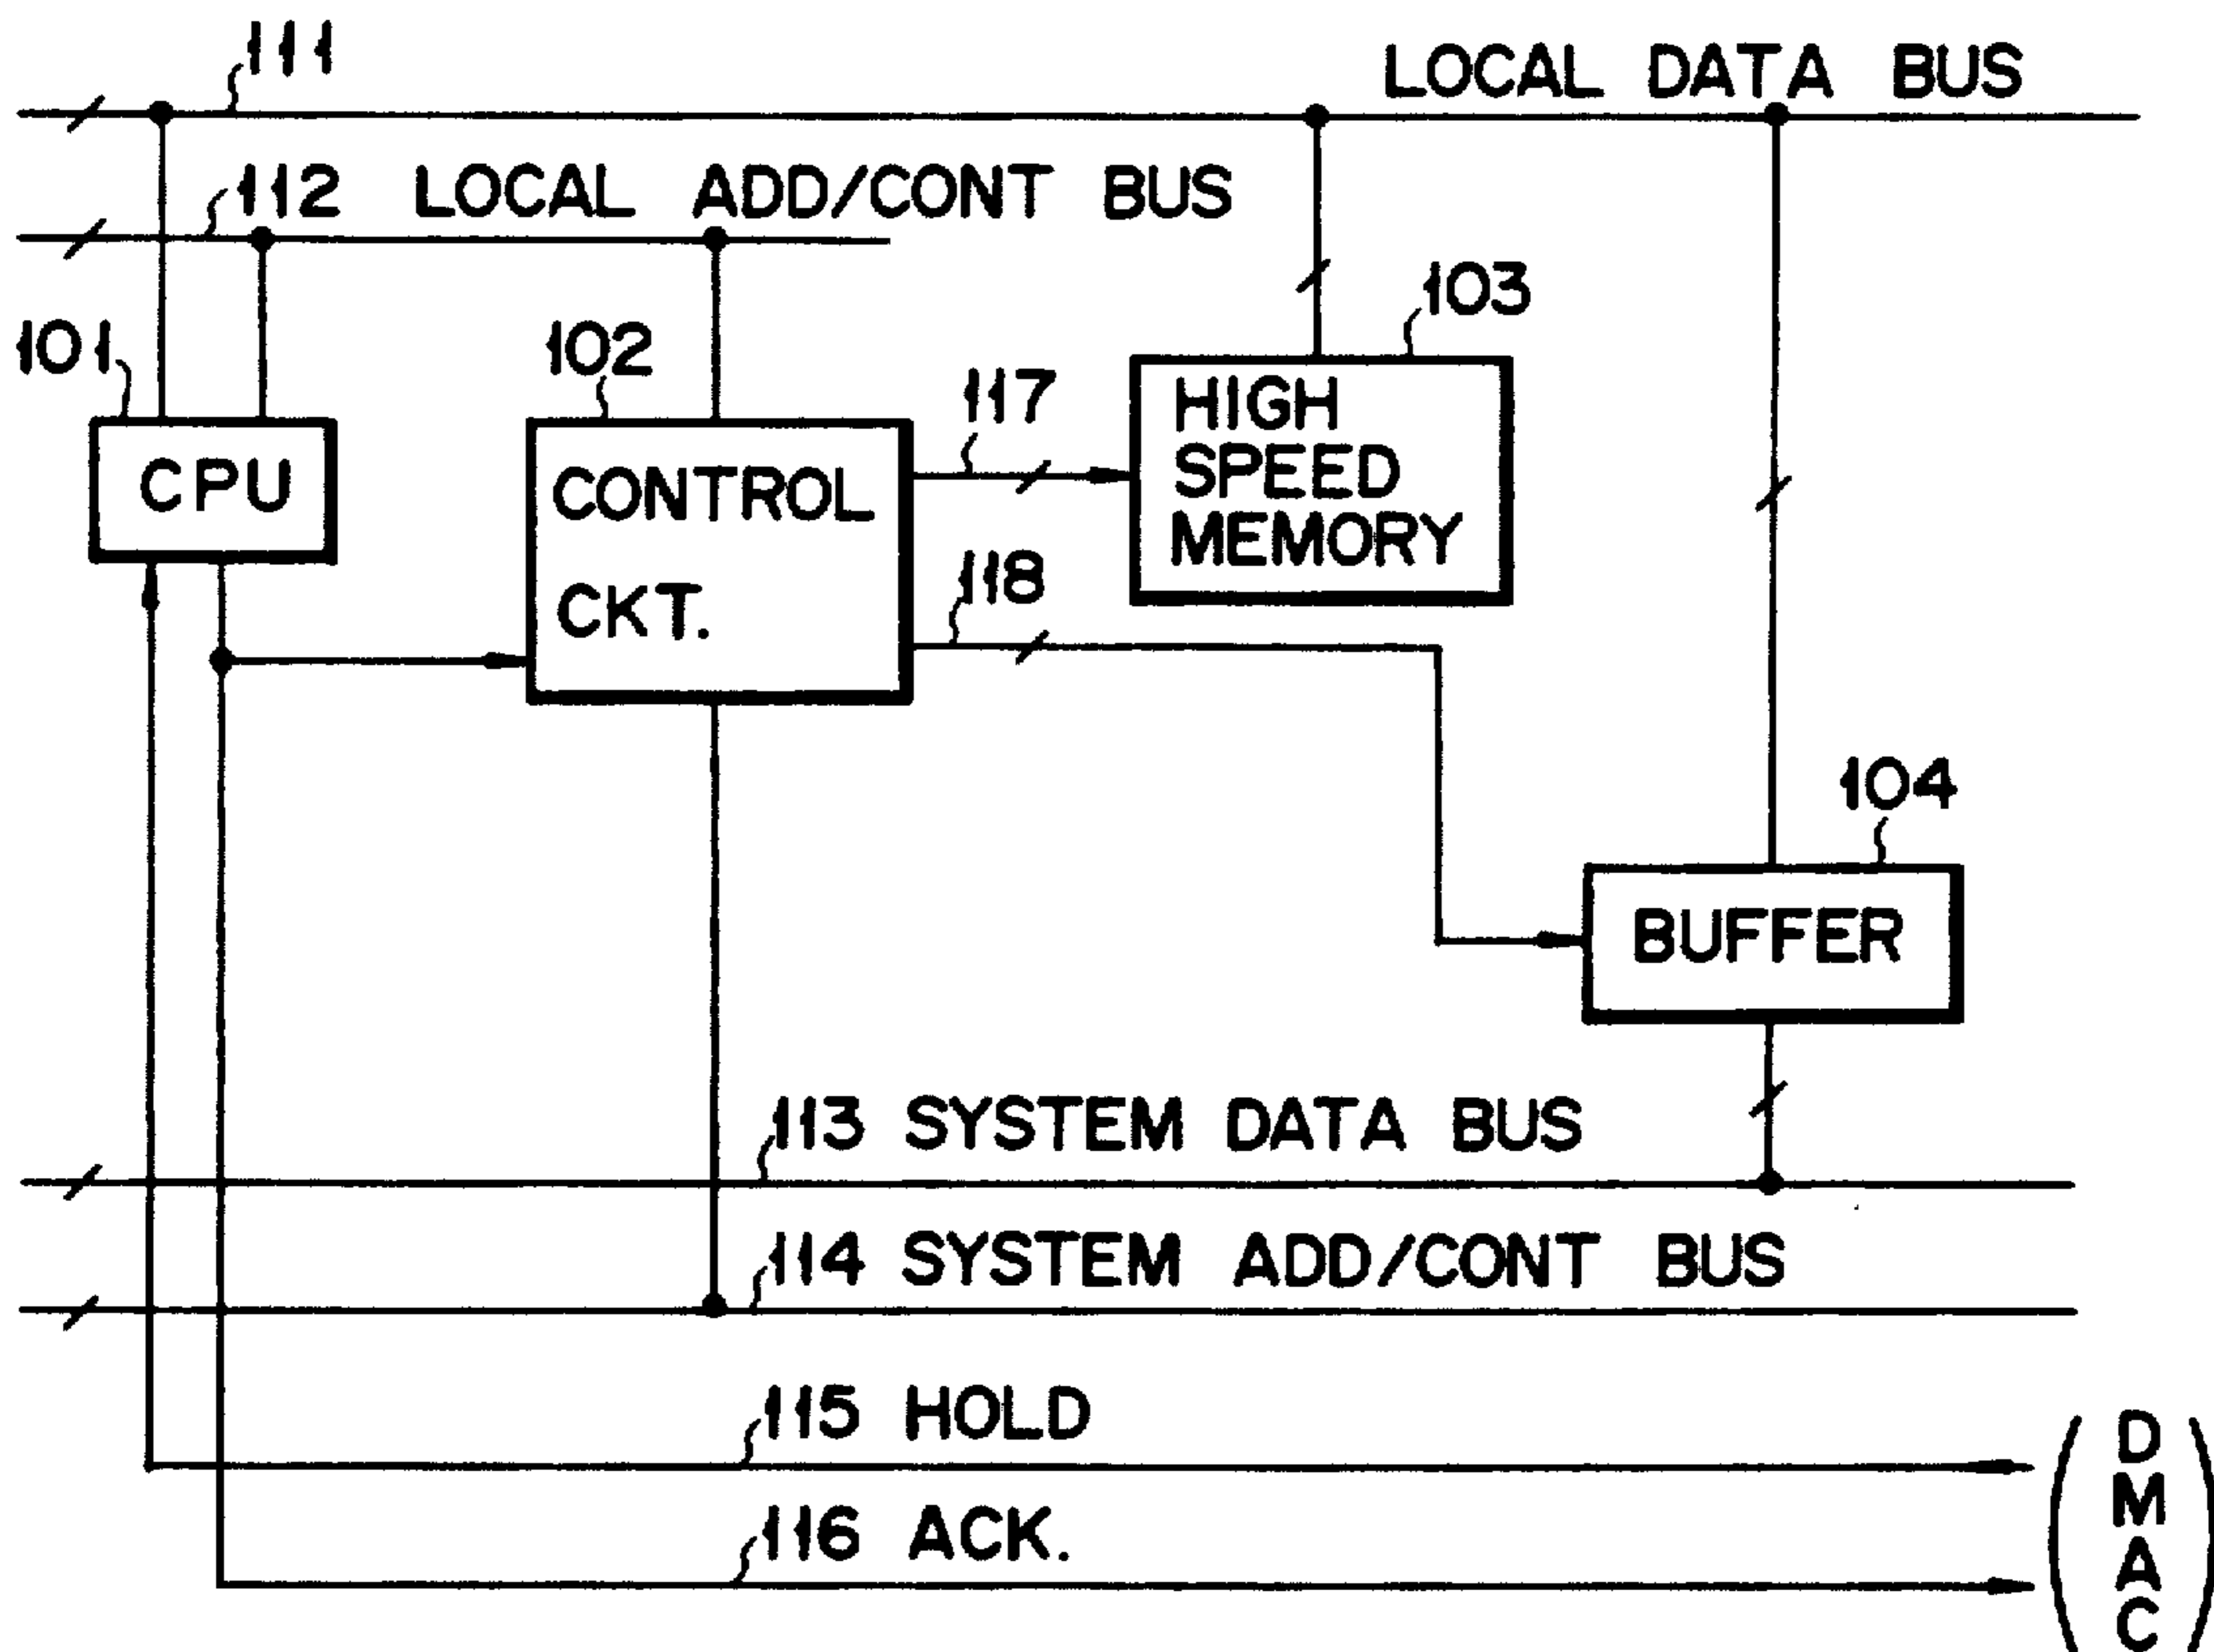 111
LOCAL DATA BUS
112 LOCAL ADD/CONT BUS
101
102
103
117
HIGH
SPEED
MEMORY
CPU
CONTROL
CKT.
118
104
BUFFER
113 SYSTEM DATA BUS
114 SYSTEM ADD/CONT BUS
115 HOLD
116 ACK.
(DMAC)